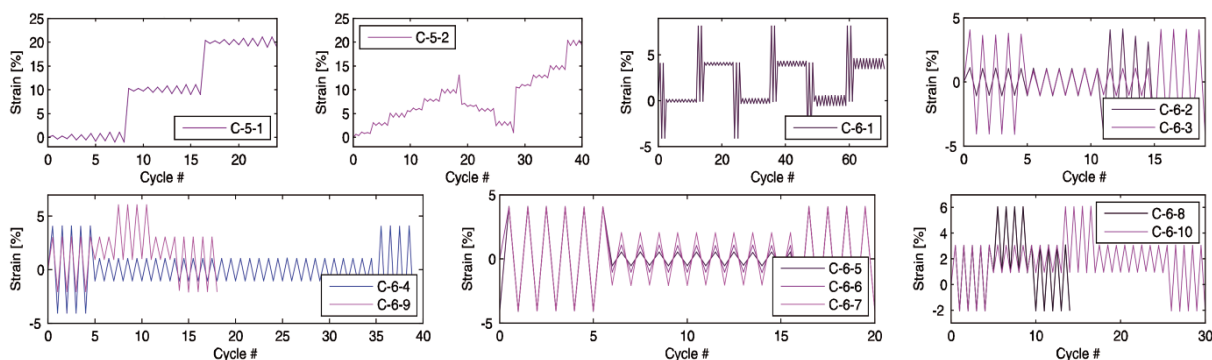 25
20
15
10
5
0
Strain [%]
C-5-1
0 5 10 15 20
Cycle #
25
20
15
10
5
0
Strain [%]
C-5-2
0 10 20 30 40
Cycle #
5
0
-5
Strain [%]
C-6-1
0 20 40 60
Cycle #
5
0
-5
Strain [%]
C-6-2
C-6-3
0 5 10 15
Cycle #
5
0
-5
Strain [%]
C-6-4
C-6-9
0 5 10 15 20 25 30 35 40
Cycle #
5
0
-5
Strain [%]
C-6-5
C-6-6
C-6-7
0 5 10 15 20
Cycle #
6
4
2
0
-2
Strain [%]
C-6-8
C-6-10
0 10 20 30
Cycle #